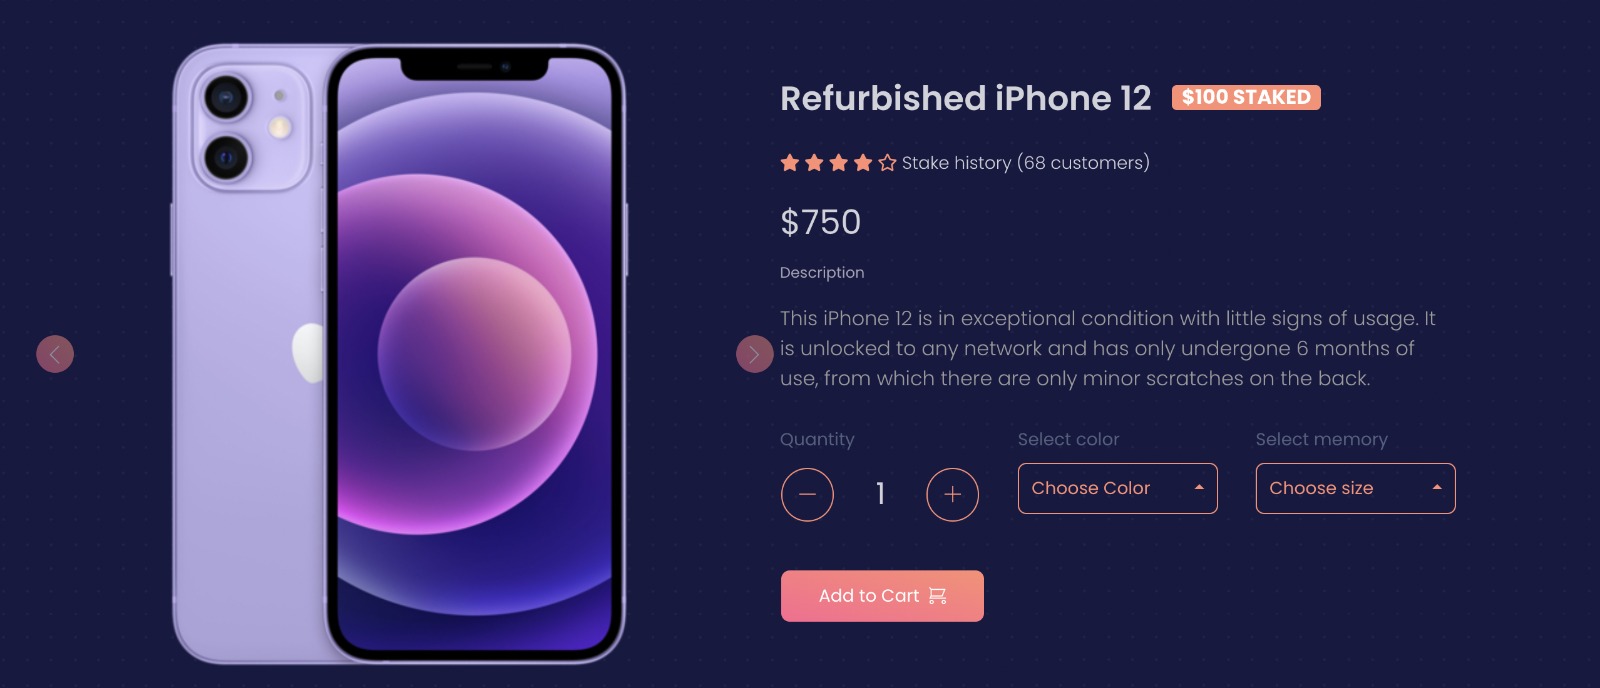 Refurbished iPhone 12 $100 STAKED
Stake history (68 customers)
$750
Description
This iPhone 12 is in exceptional condition with little signs of usage. It
is unlocked to any network and has only undergone 6 months of
use, from which there are only minor scratches on the back.
Quantity Select color Select memory
1 Choose Color Choose size
Add to Cart